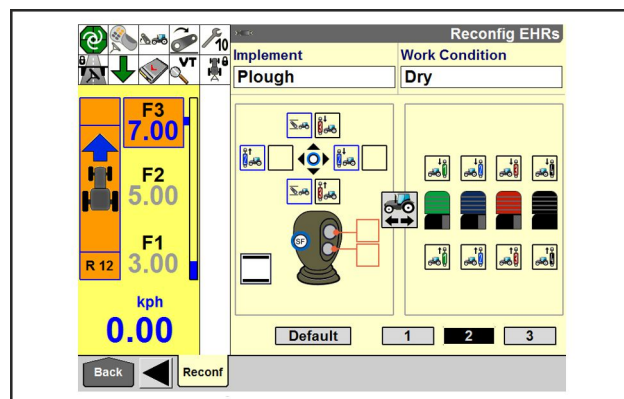 Reconfig EHRs
10
VT
Implement
Work Condition
Plough
Dry
F3
7.00
F2
5.00
F1
3.00
R 12
kph
0.00
SF
Default
1
2
3
Back
Reconf